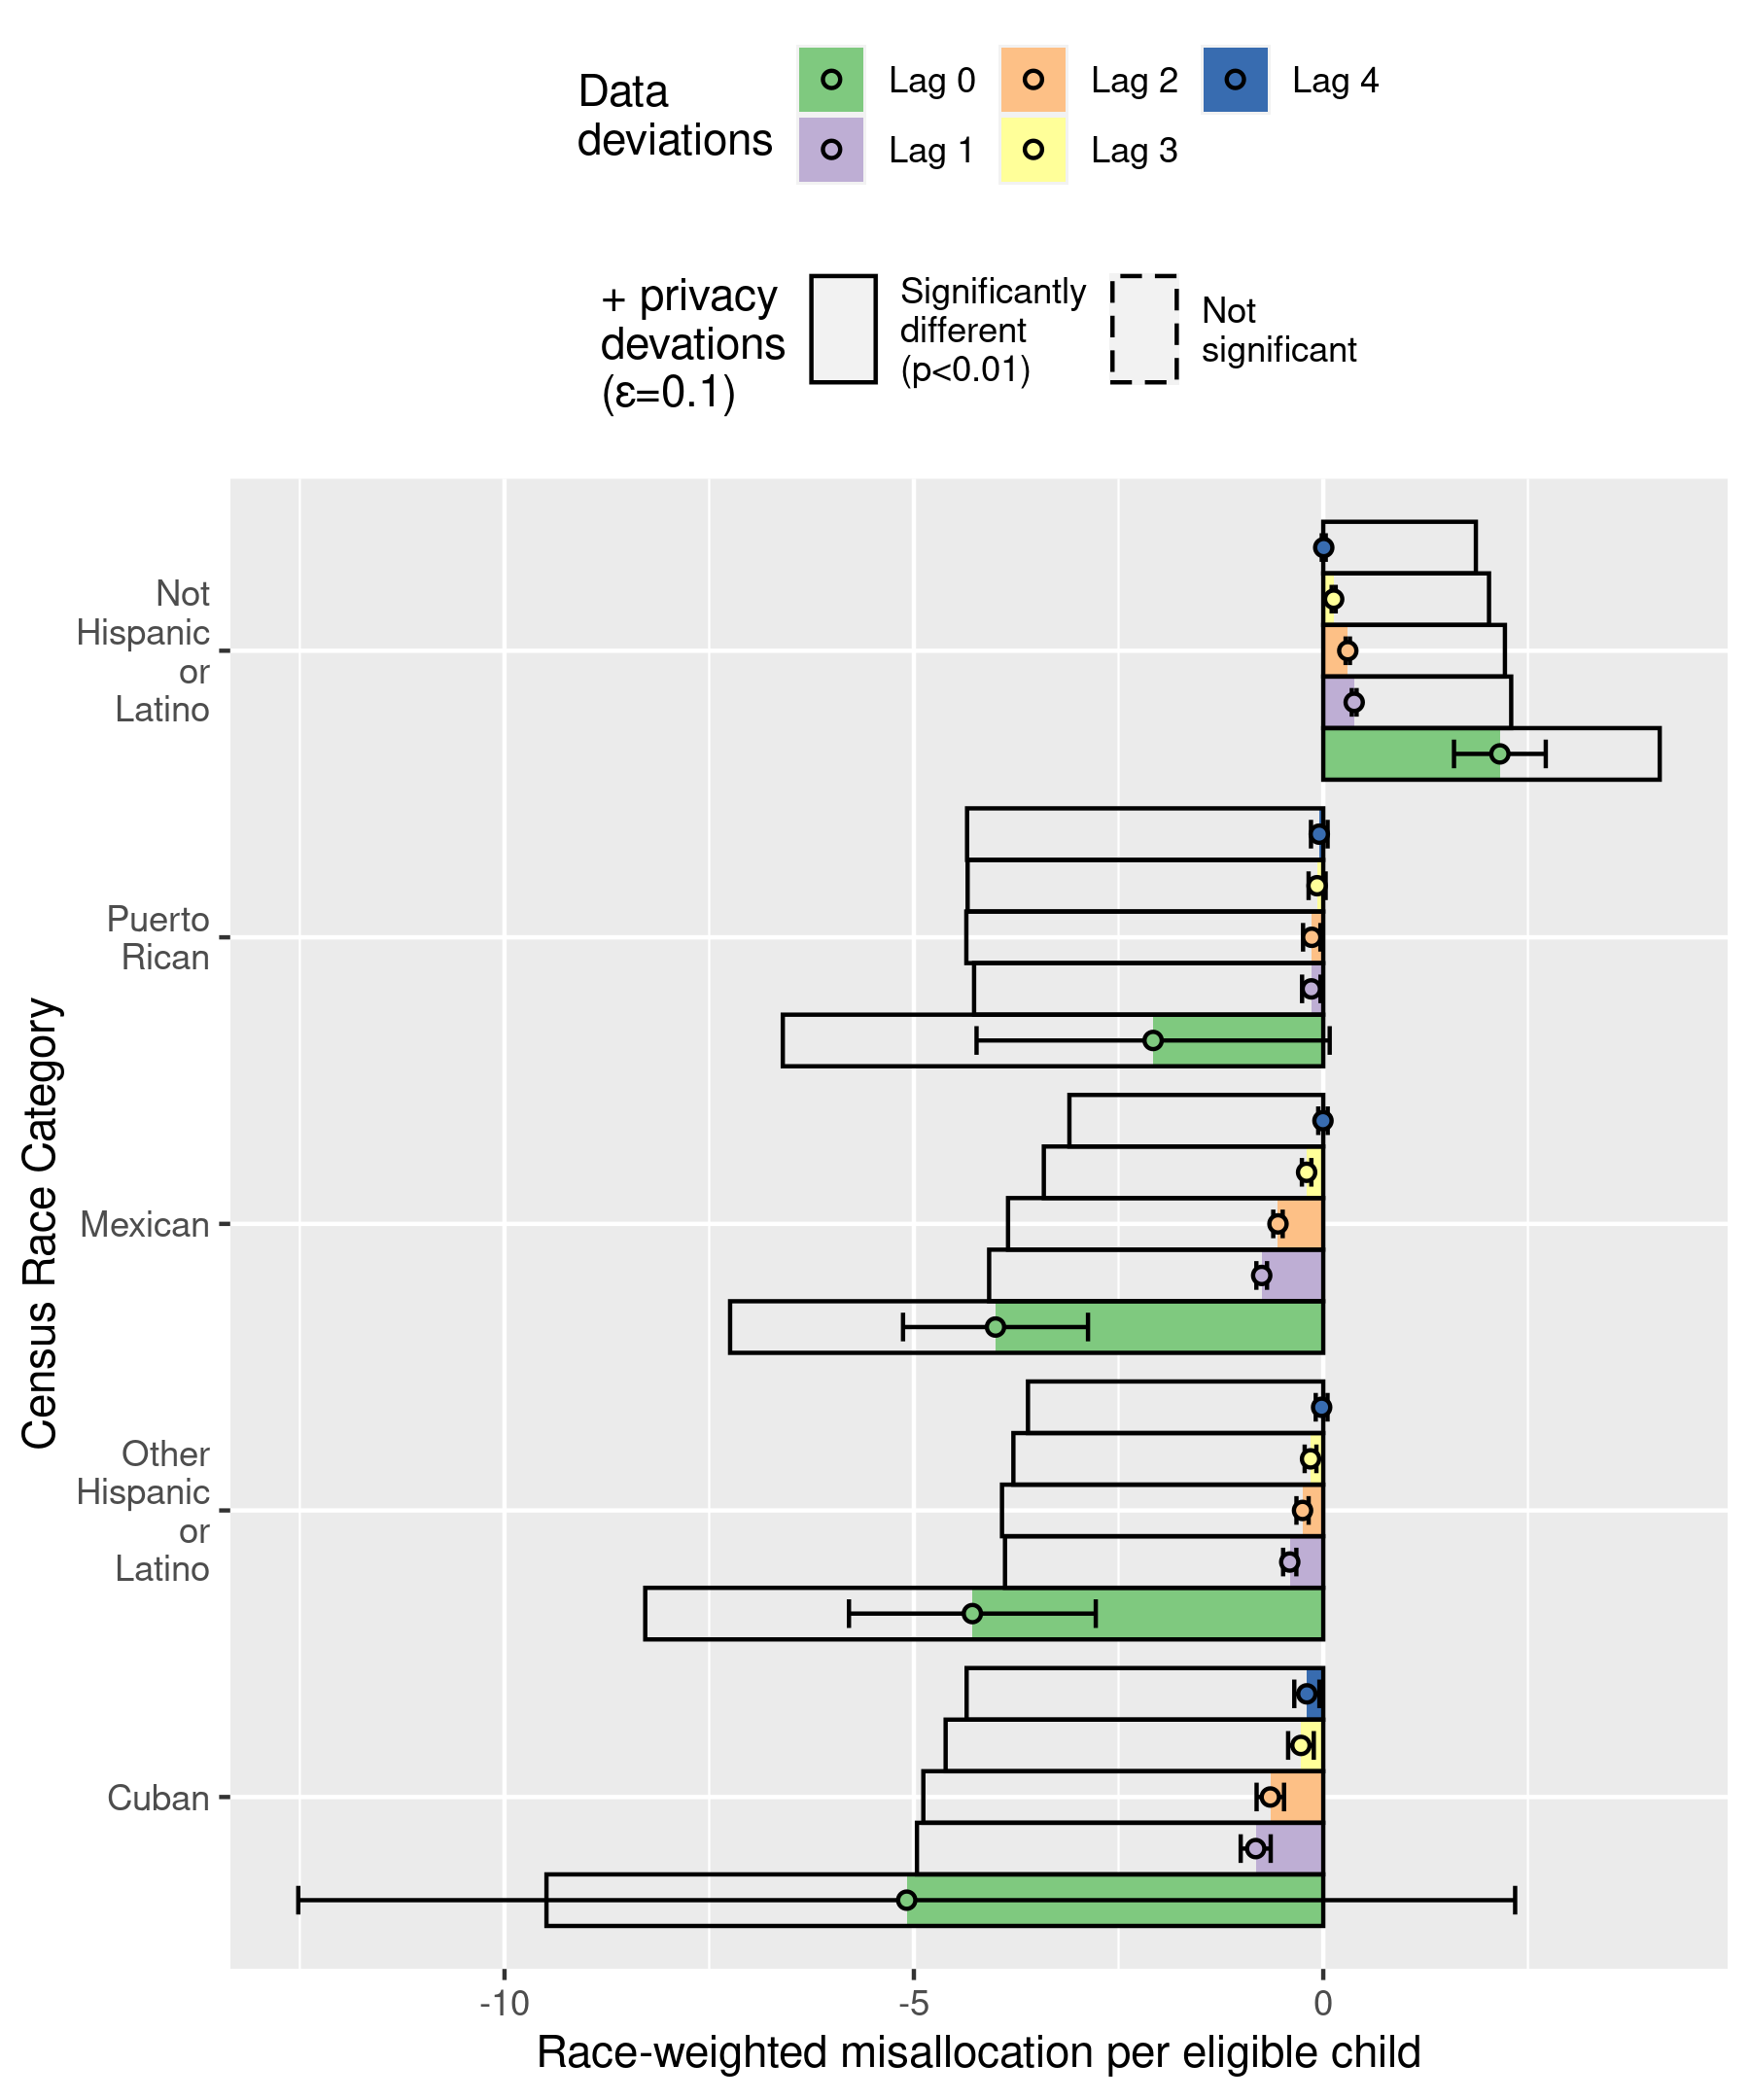 Data
deviations
Lag 0
Lag 2
Lag 4
Lag 1
Lag 3
+ privacy
devations
(ε=0.1)
Significantly
different
(p<0.01)
Not
significant
Census Race Category
Not
Hispanic
or
Latino
Puerto
Rican
Mexican
Other
Hispanic
or
Latino
Cuban
-10
-5
0
Race-weighted misallocation per eligible child